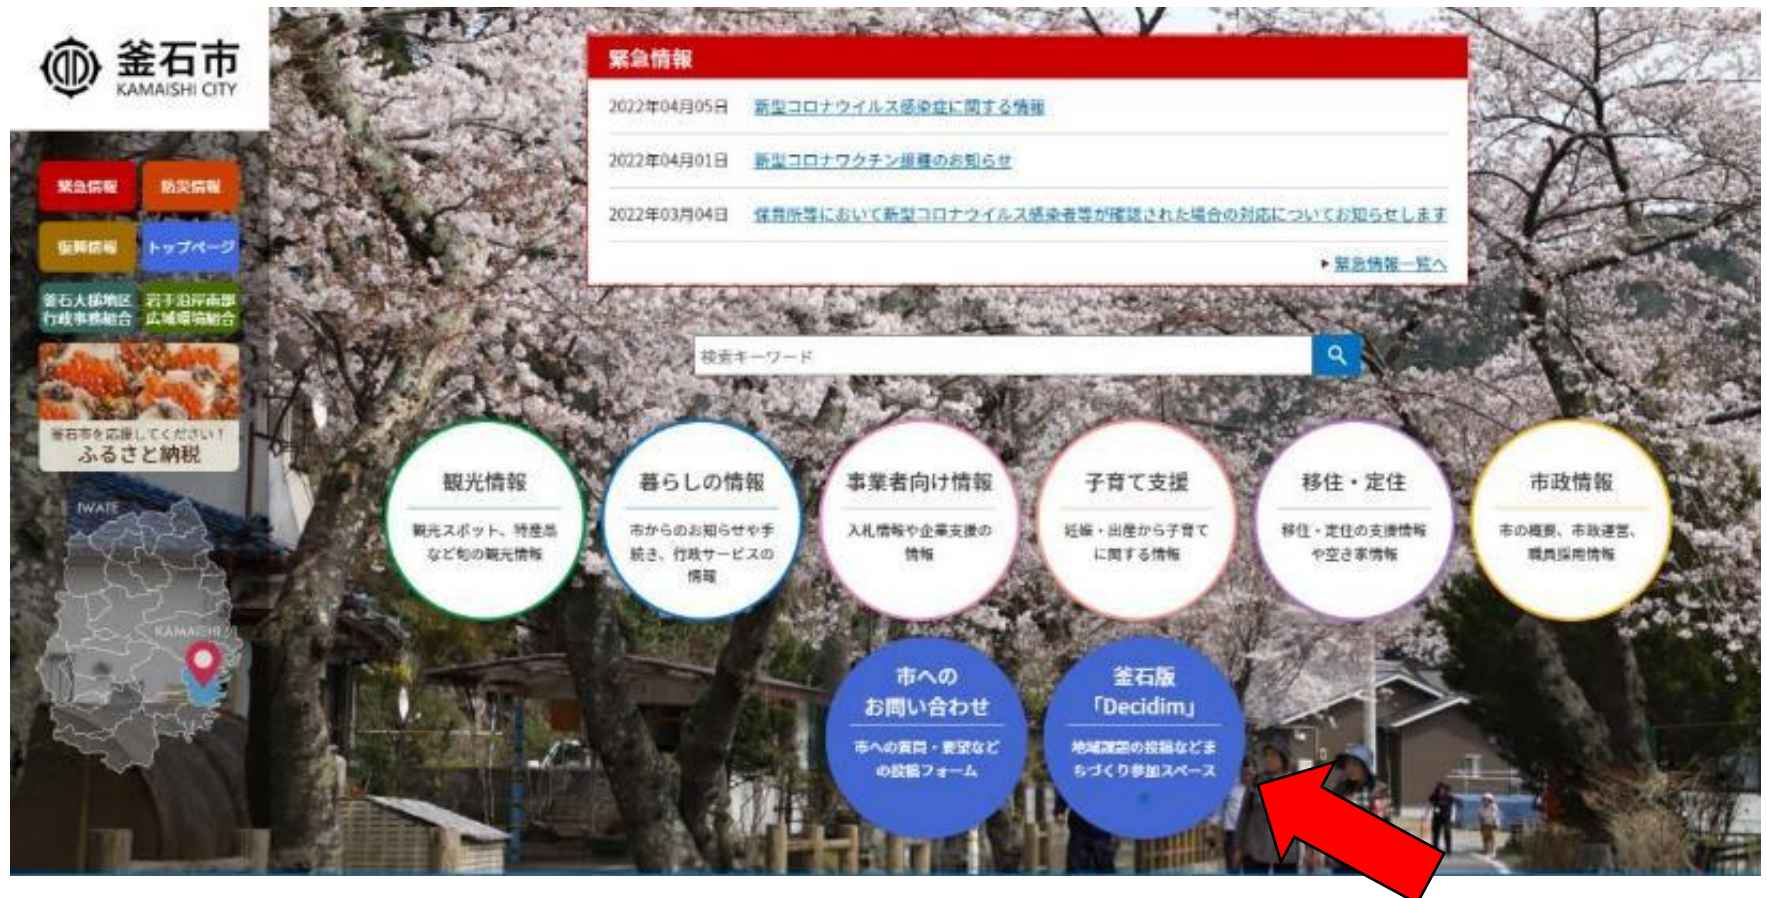 釜石市
KAMAISHI CITY
緊急情報
防災情報
復興情報
トップページ
釜石大槌地区
行政事務組合
岩手沿岸南部
広域環境組合
釜石市を応援してください！
ふるさと納税
IWATE
KAMAISHI
緊急情報
2022年04月05日 新型コロナウイルス感染症に関する情報
2022年04月01日 新型コロナワクチン接種のお知らせ
2022年03月04日 保育所等において新型コロナウイルス感染者等が確認された場合の対応についてお知らせします
緊急情報一覧へ
検索キーワード
観光情報
観光スポット、特産品
など旬の観光情報
暮らしの情報
市からのお知らせや手
続き、行政サービスの
情報
事業者向け情報
入札情報や企業支援の
情報
子育て支援
妊娠・出産から子育て
に関する情報
移住・定住
移住・定住の支援情報
や空き家情報
市政情報
市の概要、市政運営、
職員採用情報
市への
お問い合わせ
市への質問・要望など
の投稿フォーム
釜石版
「Decidim」
地域課題の投稿などま
ちづくり参加スペース